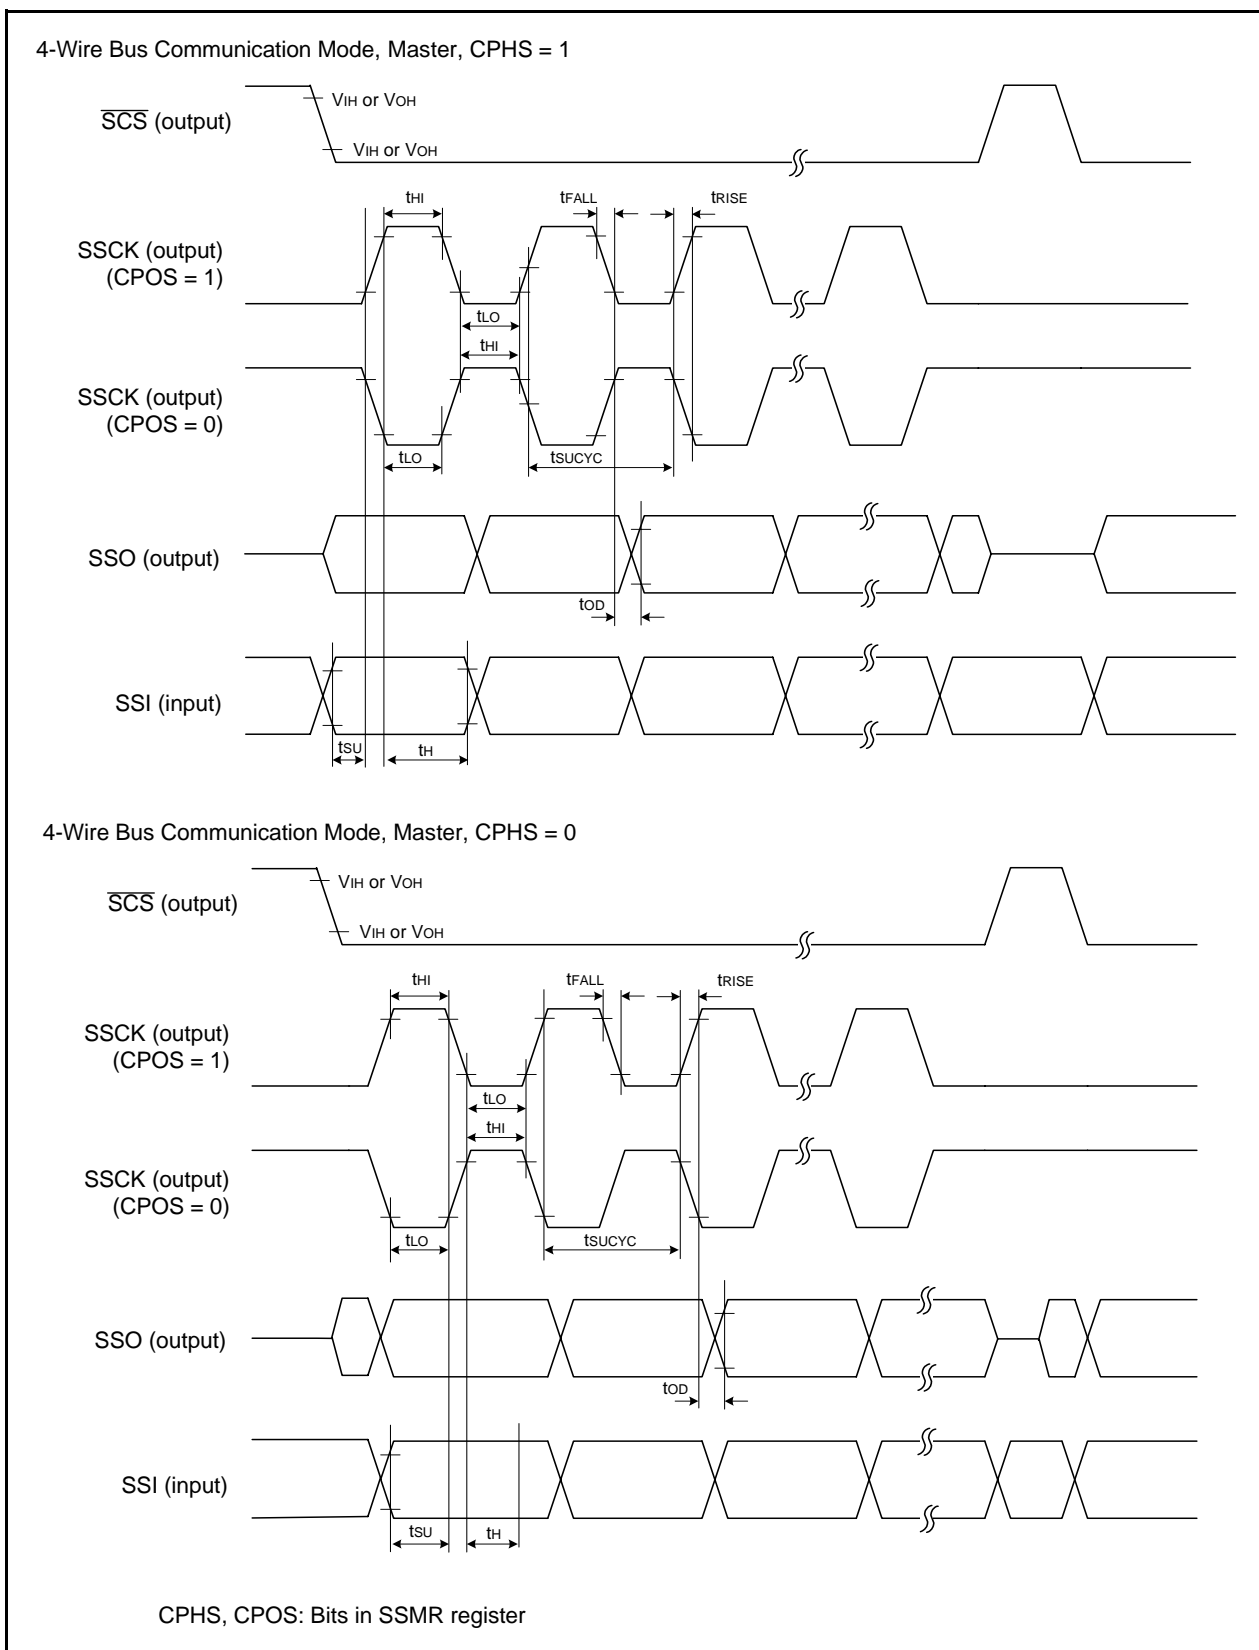 4-Wire Bus Communication Mode, Master, CPHS = 1
VIH or VOH
SCS (output)
VIH or VOH
tHI
tFALL
tRISE
SSCK (output)
(CPOS = 1)
tLO
tHI
SSCK (output)
(CPOS = 0)
tLO
tSUCYC
SSO (output)
tOD
SSI (input)
tSU
tH
4-Wire Bus Communication Mode, Master, CPHS = 0
VIH or VOH
SCS (output)
VIH or VOH
tHI
tFALL
tRISE
SSCK (output)
(CPOS = 1)
tLO
tHI
SSCK (output)
(CPOS = 0)
tLO
tSUCYC
SSO (output)
tOD
SSI (input)
tSU
tH
CPHS, CPOS: Bits in SSMR register